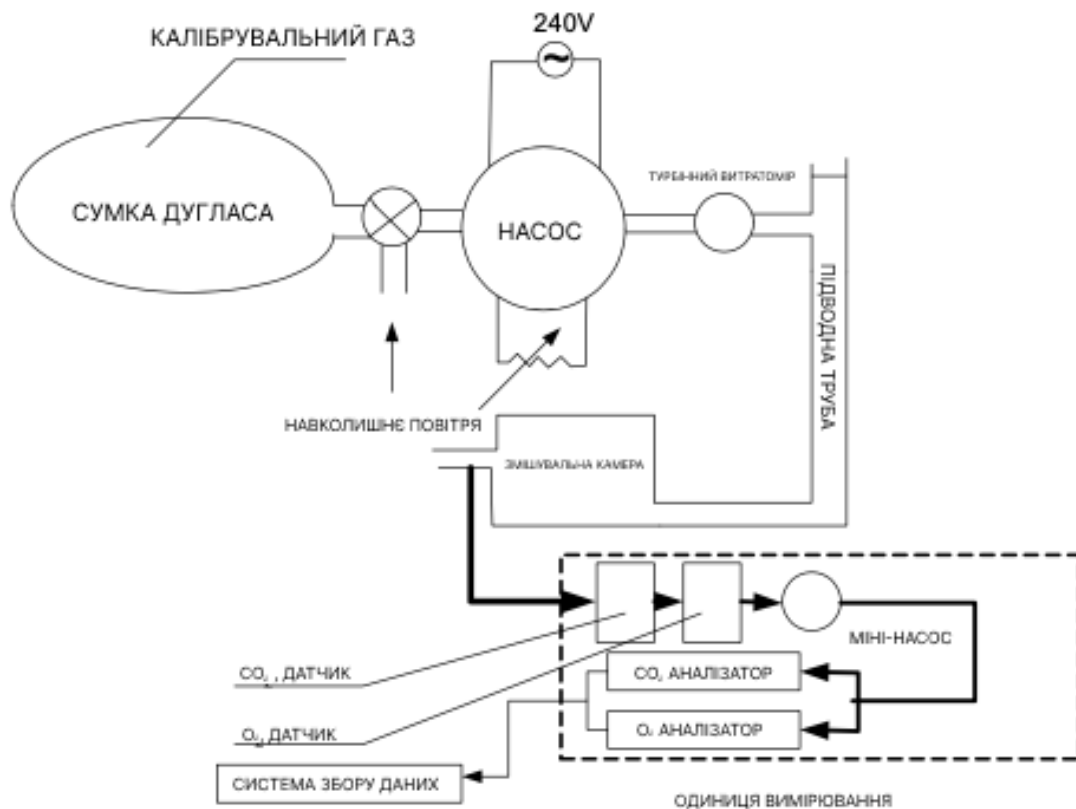 240V
КАЛІБРУВАЛЬНИЙ ГАЗ
ТУРБІННИЙ ВИТРАТОМІР
СУМКА ДУГЛАСА
НАСОС
ПІДВОДНА ТРУБА
НАВКОЛИШНЄ ПОВІТРЯ
ЗМІШУВАЛЬНА КАМЕРА
МІНІ-НАСОС
CO₂, ДАТЧИК
CO₂ АНАЛІЗАТОР
O₂, ДАТЧИК
O₂ АНАЛІЗАТОР
СИСТЕМА ЗБОРУ ДАНИХ
ОДИНИЦЯ ВИМІРЮВАННЯ